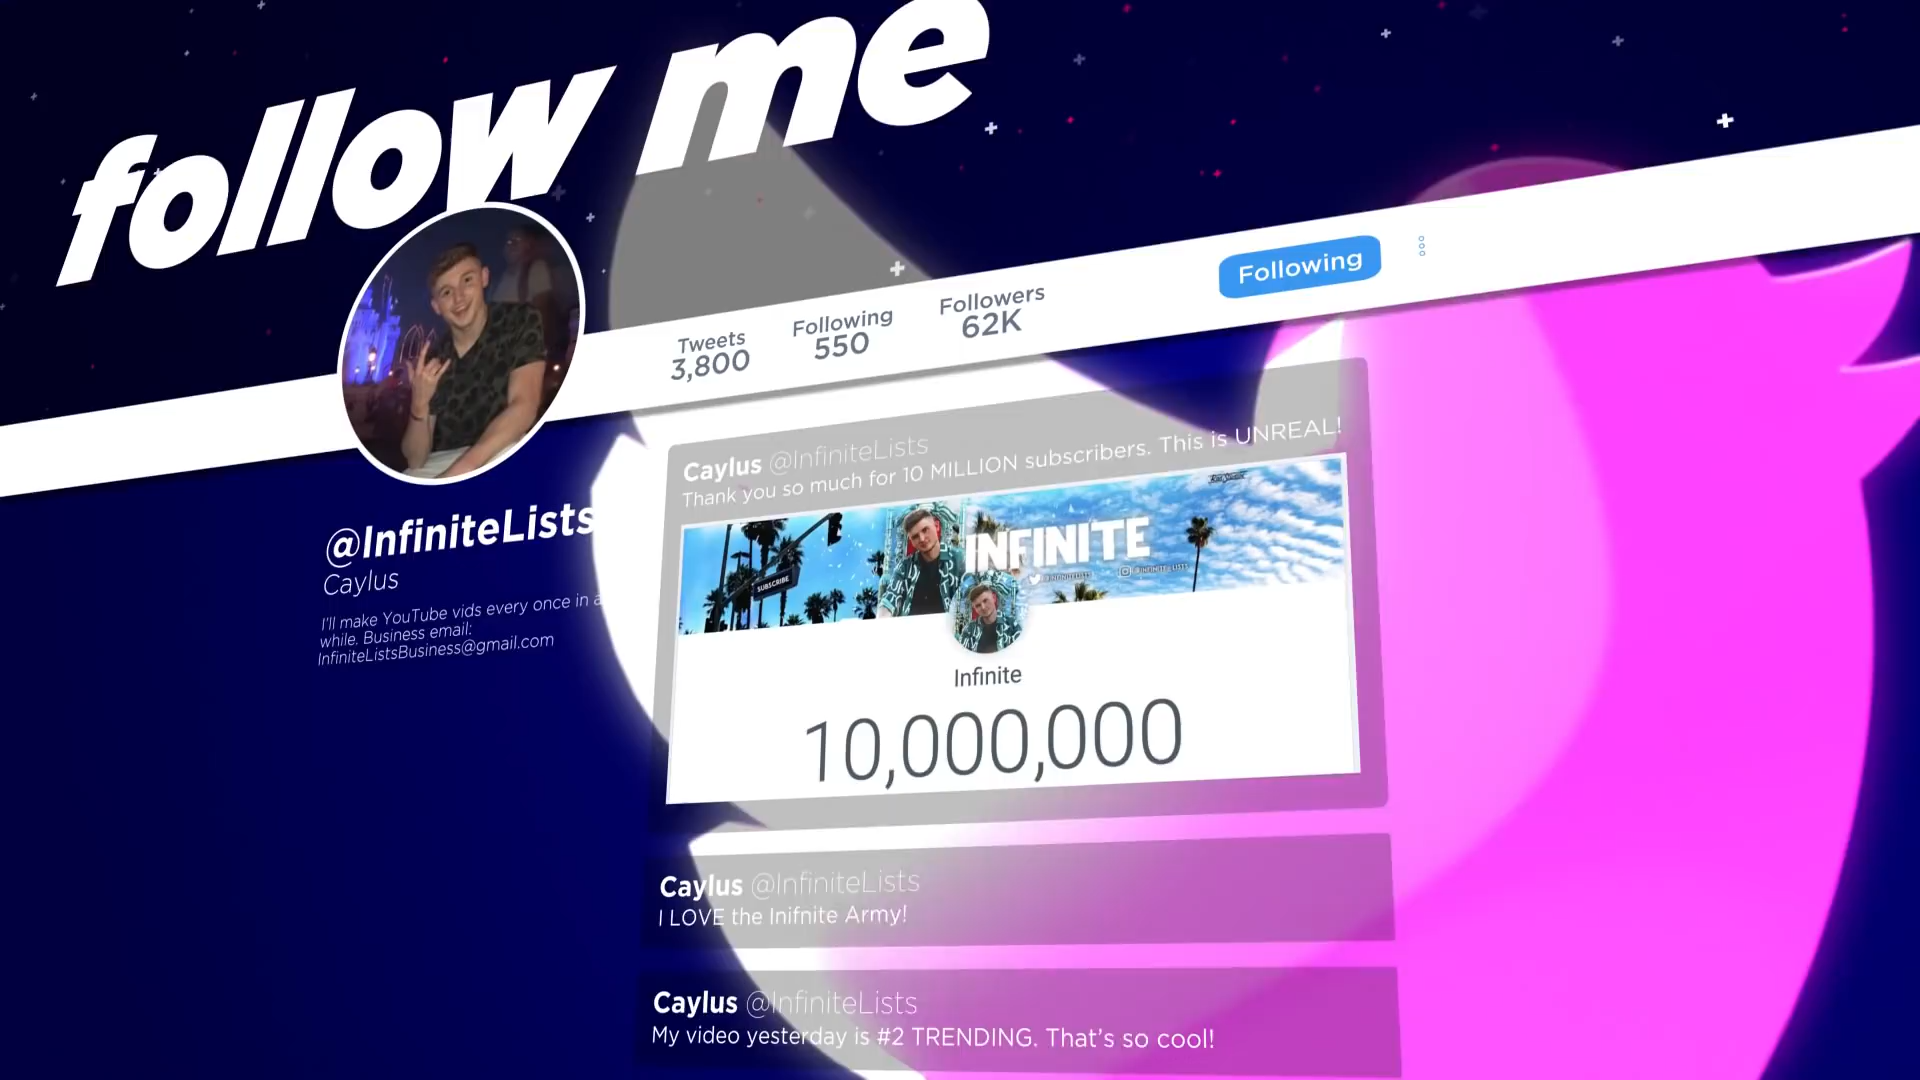 follow me
Tweets
3,800
Following
550
Followers
62K
Following
@InfiniteLists
Caylus
I'll make YouTube vids every once in a
while. Business email:
InfiniteListsBusiness@gmail.com
Caylus @InfiniteLists
Thank you so much for 10 MILLION subscribers. This is UNREAL!
SUBSCRIBE
INFINITE
@INFINITELISTS
@INFINITE_LISTS
Infinite
10,000,000
Caylus @InfiniteLists
I LOVE the Inifnite Army!
Caylus @InfiniteLists
My video yesterday is #2 TRENDING. That's so cool!